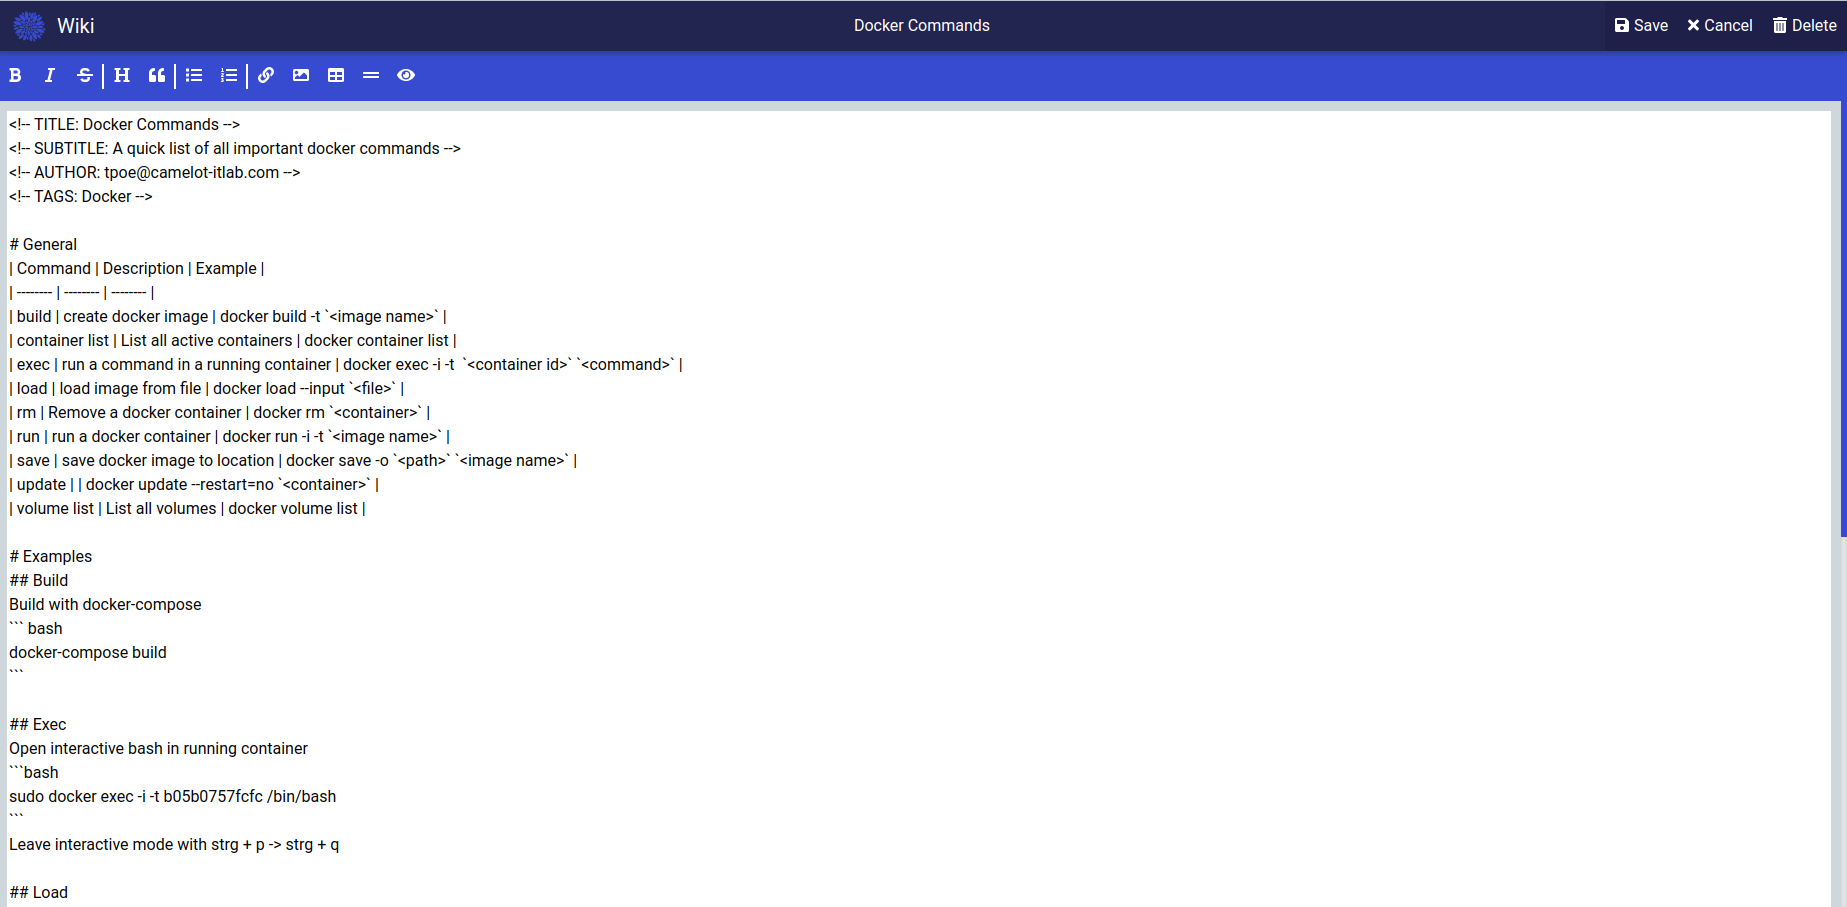 Wiki
Docker Commands
Save Cancel Delete
B I S H
<!-- TITLE: Docker Commands -->
<!-- SUBTITLE: A quick list of all important docker commands -->
<!-- AUTHOR: tpoe@camelot-itlab.com -->
<!-- TAGS: Docker -->
# General
| Command | Description | Example |
| -------- | -------- | -------- |
| build | create docker image | docker build -t `<image name>` |
| container list | List all active containers | docker container list |
| exec | run a command in a running container | docker exec -i -t  `<container id>` `<command>` |
| load | load image from file | docker load --input `<file>` |
| rm | Remove a docker container | docker rm `<container>` |
| run | run a docker container | docker run -i -t `<image name>` |
| save | save docker image to location | docker save -o `<path>` `<image name>` |
| update | | docker update --restart=no `<container>` |
| volume list | List all volumes | docker volume list |
# Examples
## Build
Build with docker-compose
``` bash
docker-compose build
```
## Exec
Open interactive bash in running container
```bash
sudo docker exec -i -t b05b0757fcfc /bin/bash
```
Leave interactive mode with strg + p -> strg + q
## Load